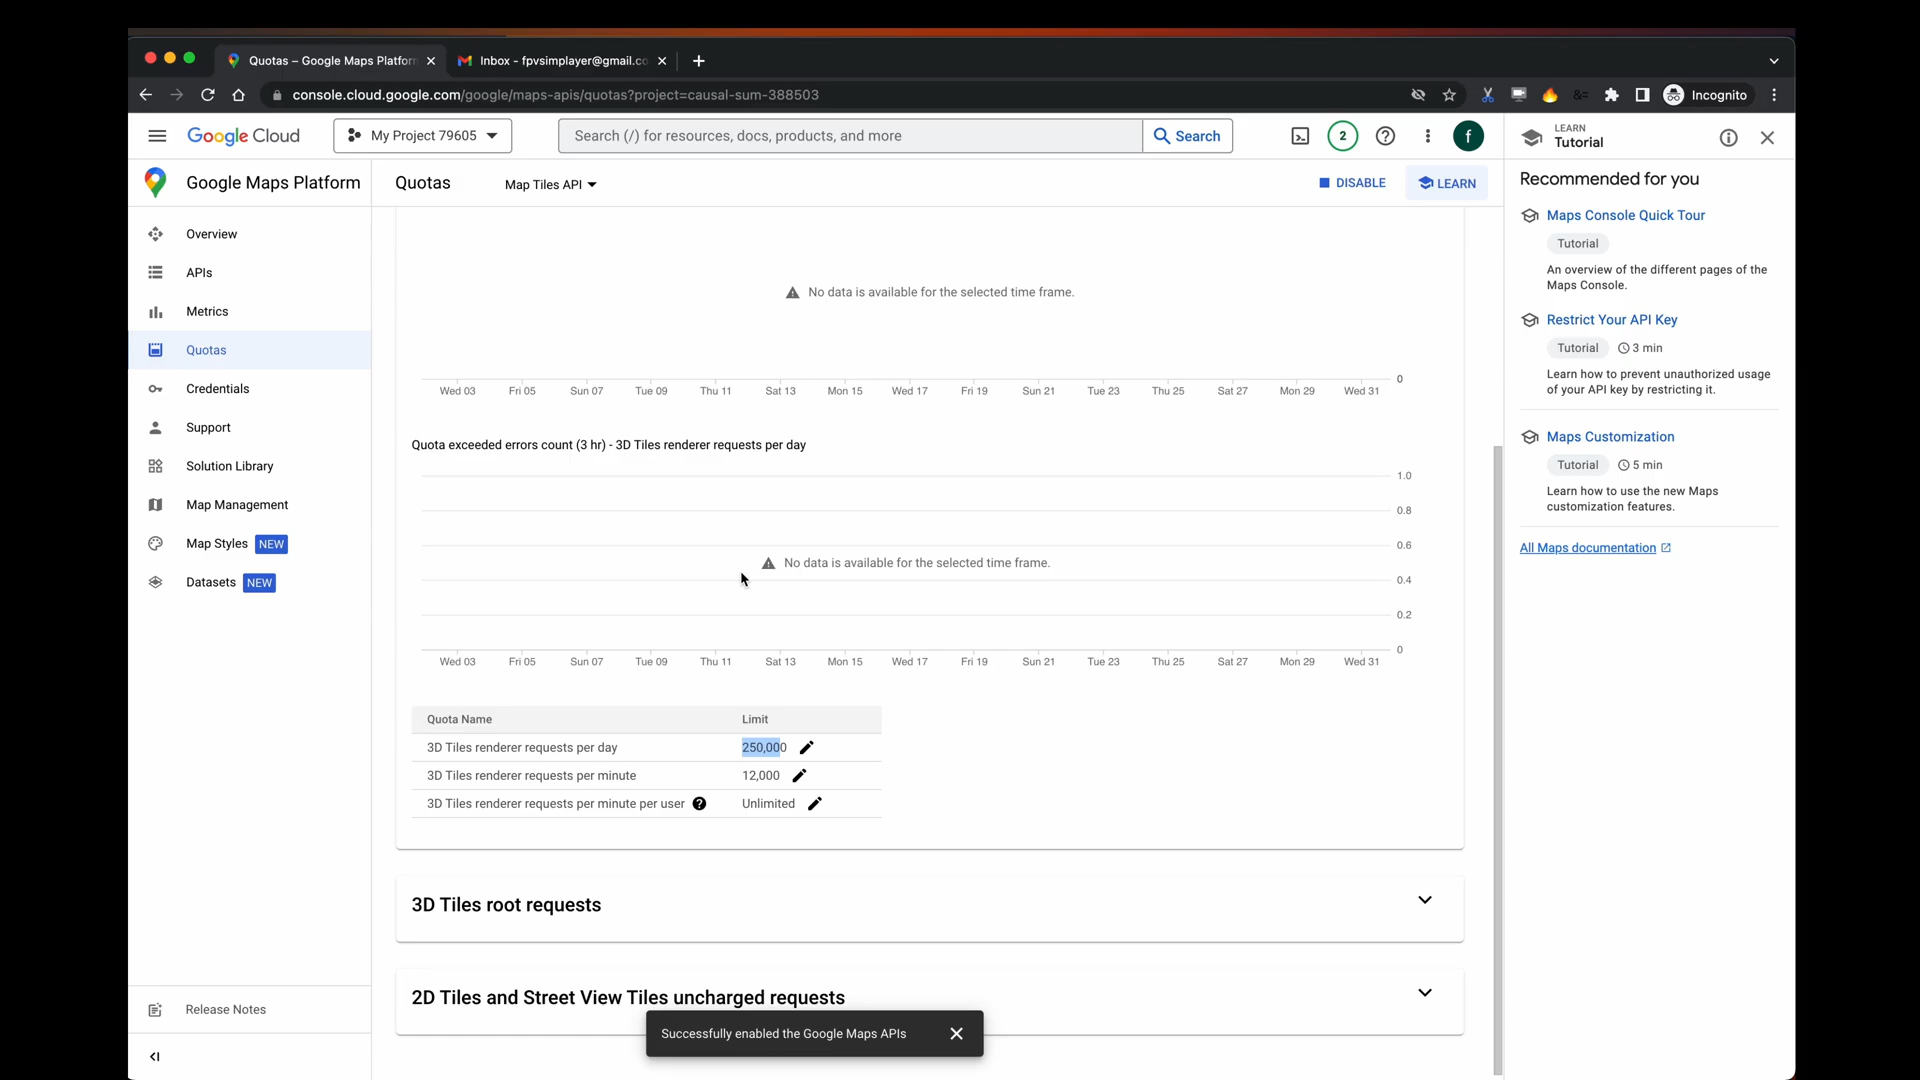 Quotas – Google Maps Platfor
Inbox - fpvsimplayer@gmail.co
console.cloud.google.com/google/maps-apis/quotas?project=causal-sum-388503
Incognito
Google Cloud
My Project 79605
Search (/) for resources, docs, products, and more
Search
2
f
LEARN
Tutorial
Google Maps Platform
Quotas
Map Tiles API
DISABLE
LEARN
Recommended for you
Overview
APIs
Metrics
Quotas
Credentials
Support
Solution Library
Map Management
Map Styles NEW
Datasets NEW
Release Notes
No data is available for the selected time frame.
0
Wed 03 Fri 05 Sun 07 Tue 09 Thu 11 Sat 13 Mon 15 Wed 17 Fri 19 Sun 21 Tue 23 Thu 25 Sat 27 Mon 29 Wed 31
Quota exceeded errors count (3 hr) - 3D Tiles renderer requests per day
1.0
0.8
0.6
No data is available for the selected time frame.
0.4
0.2
0
Wed 03 Fri 05 Sun 07 Tue 09 Thu 11 Sat 13 Mon 15 Wed 17 Fri 19 Sun 21 Tue 23 Thu 25 Sat 27 Mon 29 Wed 31
Quota Name Limit
3D Tiles renderer requests per day 250,000
3D Tiles renderer requests per minute 12,000
3D Tiles renderer requests per minute per user Unlimited
3D Tiles root requests
2D Tiles and Street View Tiles uncharged requests
Successfully enabled the Google Maps APIs
Maps Console Quick Tour
Tutorial
An overview of the different pages of the
Maps Console.
Restrict Your API Key
Tutorial 3 min
Learn how to prevent unauthorized usage
of your API key by restricting it.
Maps Customization
Tutorial 5 min
Learn how to use the new Maps
customization features.
All Maps documentation